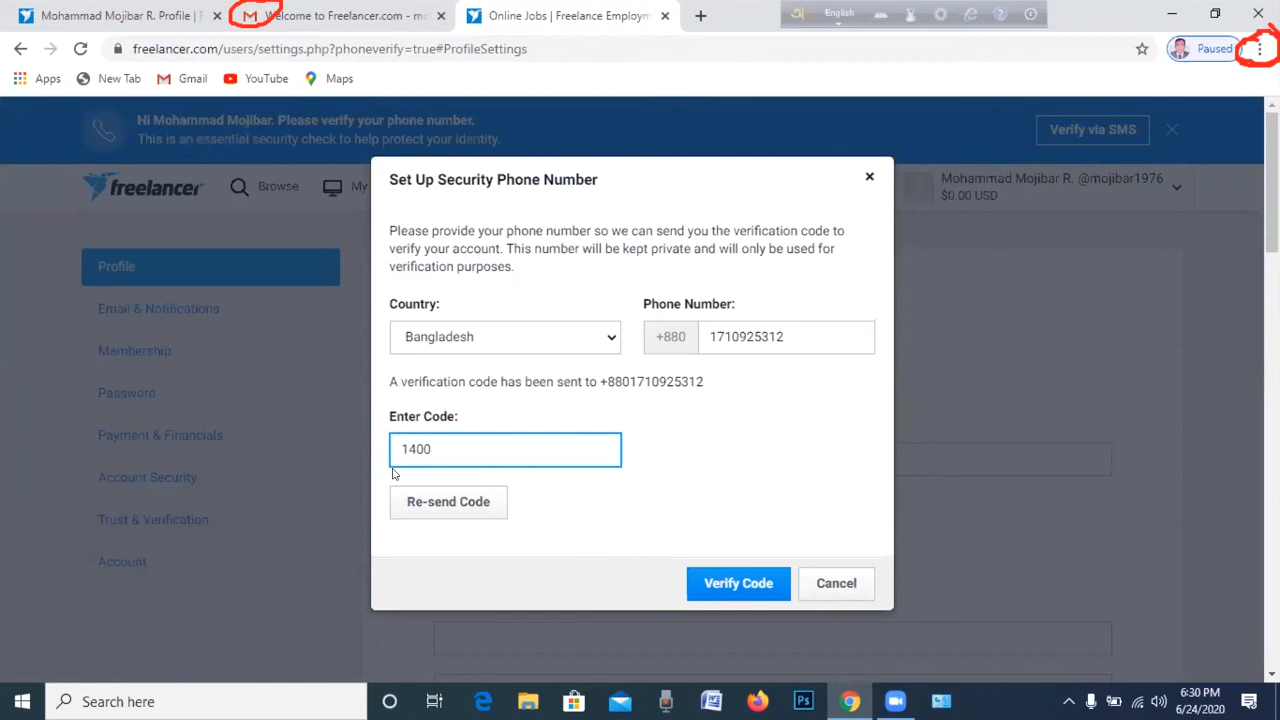 Mohammad Mojibar R. Profile |
Welcome to Freelancer.com - m
Online Jobs | Freelance Employm
English
freelancer.com/users/settings.php?phoneverify=true#ProfileSettings
Paused
Apps
New Tab
Gmail
YouTube
Maps
Hi Mohammad Mojibar. Please verify your phone number.
This is an essential security check to help protect your identity.
Verify via SMS
freelancer
Browse
My
Mohammad Mojibar R. @mojibar1976
$0.00 USD
Set Up Security Phone Number
Please provide your phone number so we can send you the verification code to
verify your account. This number will be kept private and will only be used for
verification purposes.
Country:
Phone Number:
Bangladesh
+880
1710925312
A verification code has been sent to +8801710925312
Enter Code:
1400
Re-send Code
Verify Code
Cancel
Profile
Email & Notifications
Membership
Password
Payment & Financials
Account Security
Trust & Verification
Account
Search here
6:30 PM
6/24/2020